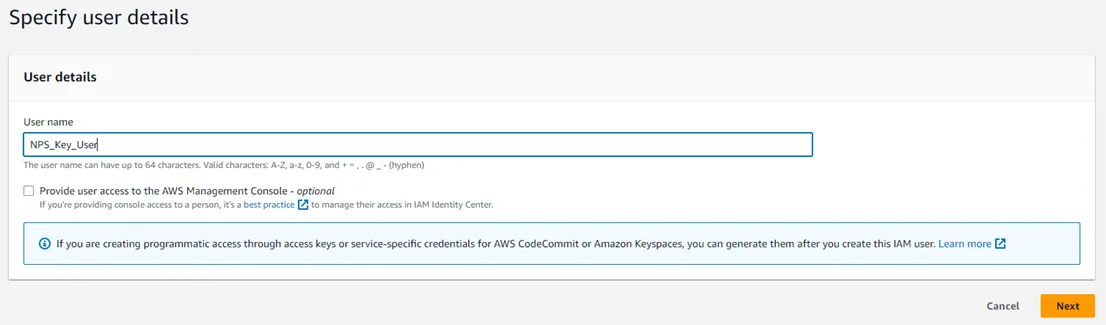 Specify user details
User details
User name
NPS_Key_User
The user name can have up to 64 characters. Valid characters: A-Z, a-z, 0-9, and + = , . @ _ - (hyphen)
Provide user access to the AWS Management Console - optional
If you're providing console access to a person, it's a best practice to manage their access in IAM Identity Center.
If you are creating programmatic access through access keys or service-specific credentials for AWS CodeCommit or Amazon Keyspaces, you can generate them after you create this IAM user. Learn more
Cancel Next